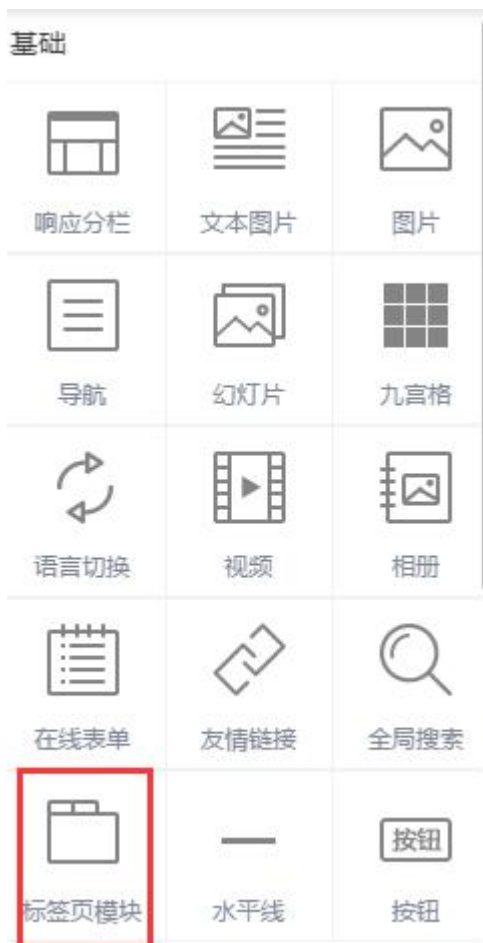 基础
响应分栏 文本图片 图片
导航 幻灯片 九宫格
语言切换 视频 相册
在线表单 友情链接 全局搜索
按钮
标签页模块 水平线 按钮